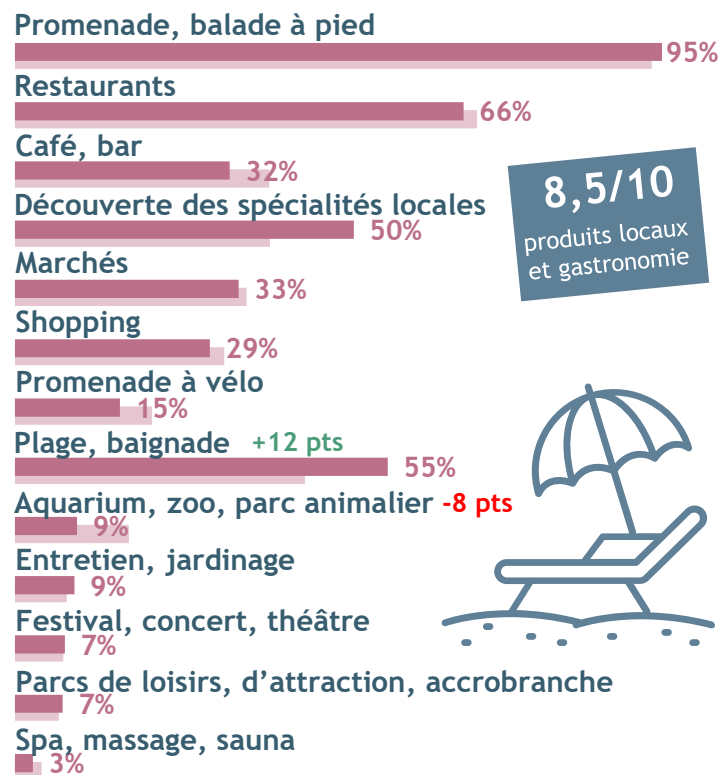 Promenade, balade à pied
95%
Restaurants
66%
Café, bar
32%
Découverte des spécialités locales
50%
Marchés
33%
Shopping
29%
Promenade à vélo
15%
Plage, baignade +12 pts
55%
Aquarium, zoo, parc animalier -8 pts
9%
Entretien, jardinage
9%
Festival, concert, théâtre
7%
Parcs de loisirs, d’attraction, accrobranche
7%
Spa, massage, sauna
3%
8,5/10
produits locaux
et gastronomie